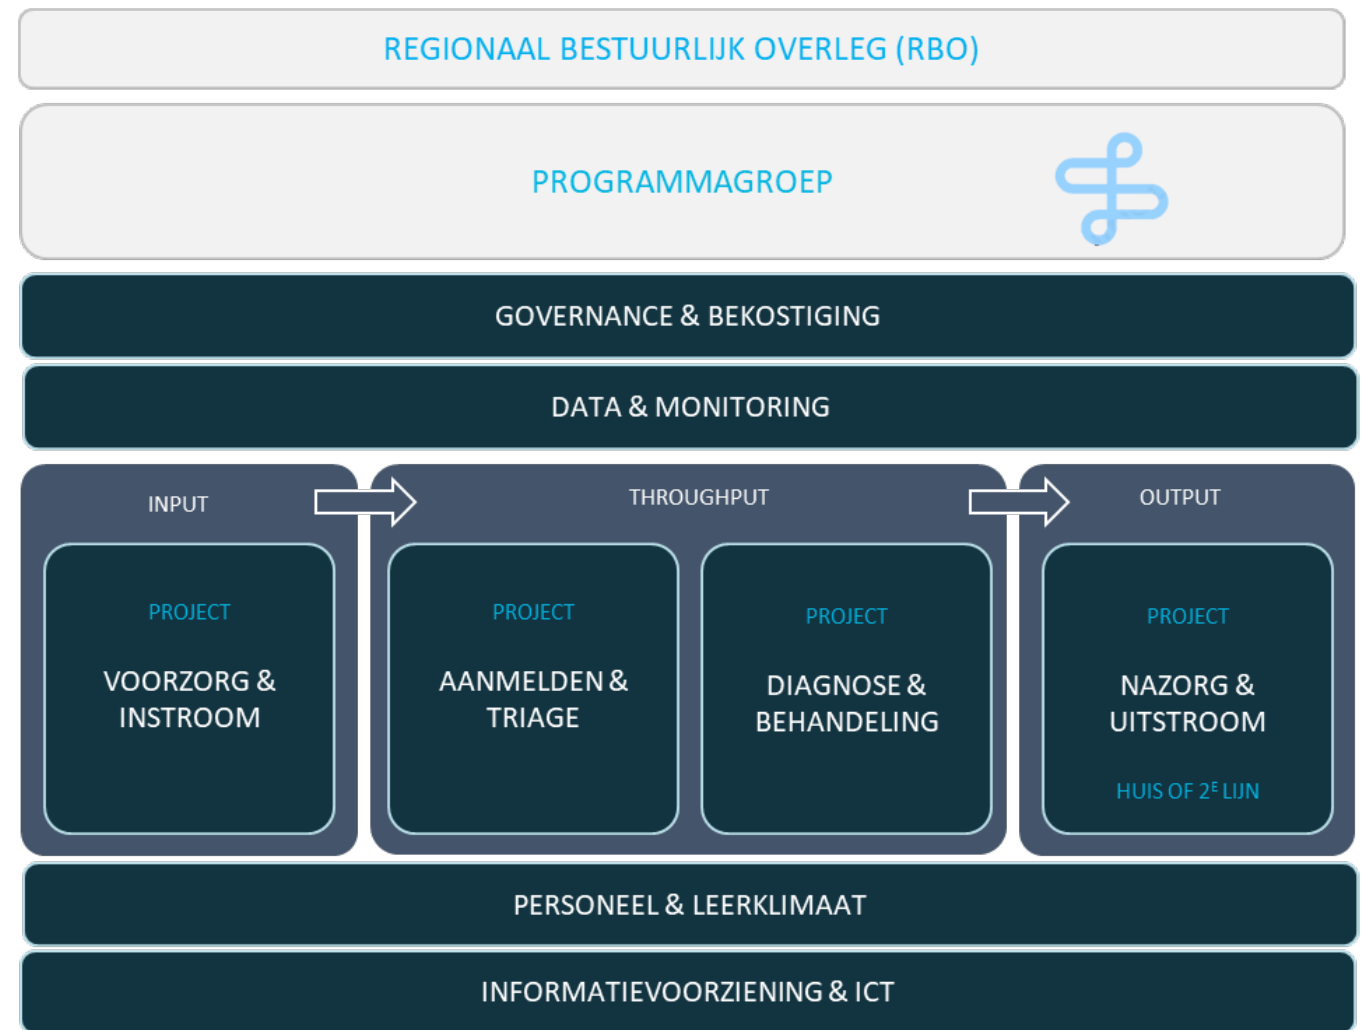 REGIONAAL BESTUURLIJK OVERLEG (RBO)
PROGRAMMAGROEP
GOVERNANCE & BEKOSTIGING
DATA & MONITORING
INPUT
THROUGHPUT
OUTPUT
PROJECT
VOORZORG &
INSTROOM
PROJECT
AANMELDEN &
TRIAGE
PROJECT
DIAGNOSE &
BEHANDELING
PROJECT
NAZORG &
UITSTROOM
HUIS OF 2ᴱ LIJN
PERSONEEL & LEERKLIMAAT
INFORMATIEVOORZIENING & ICT